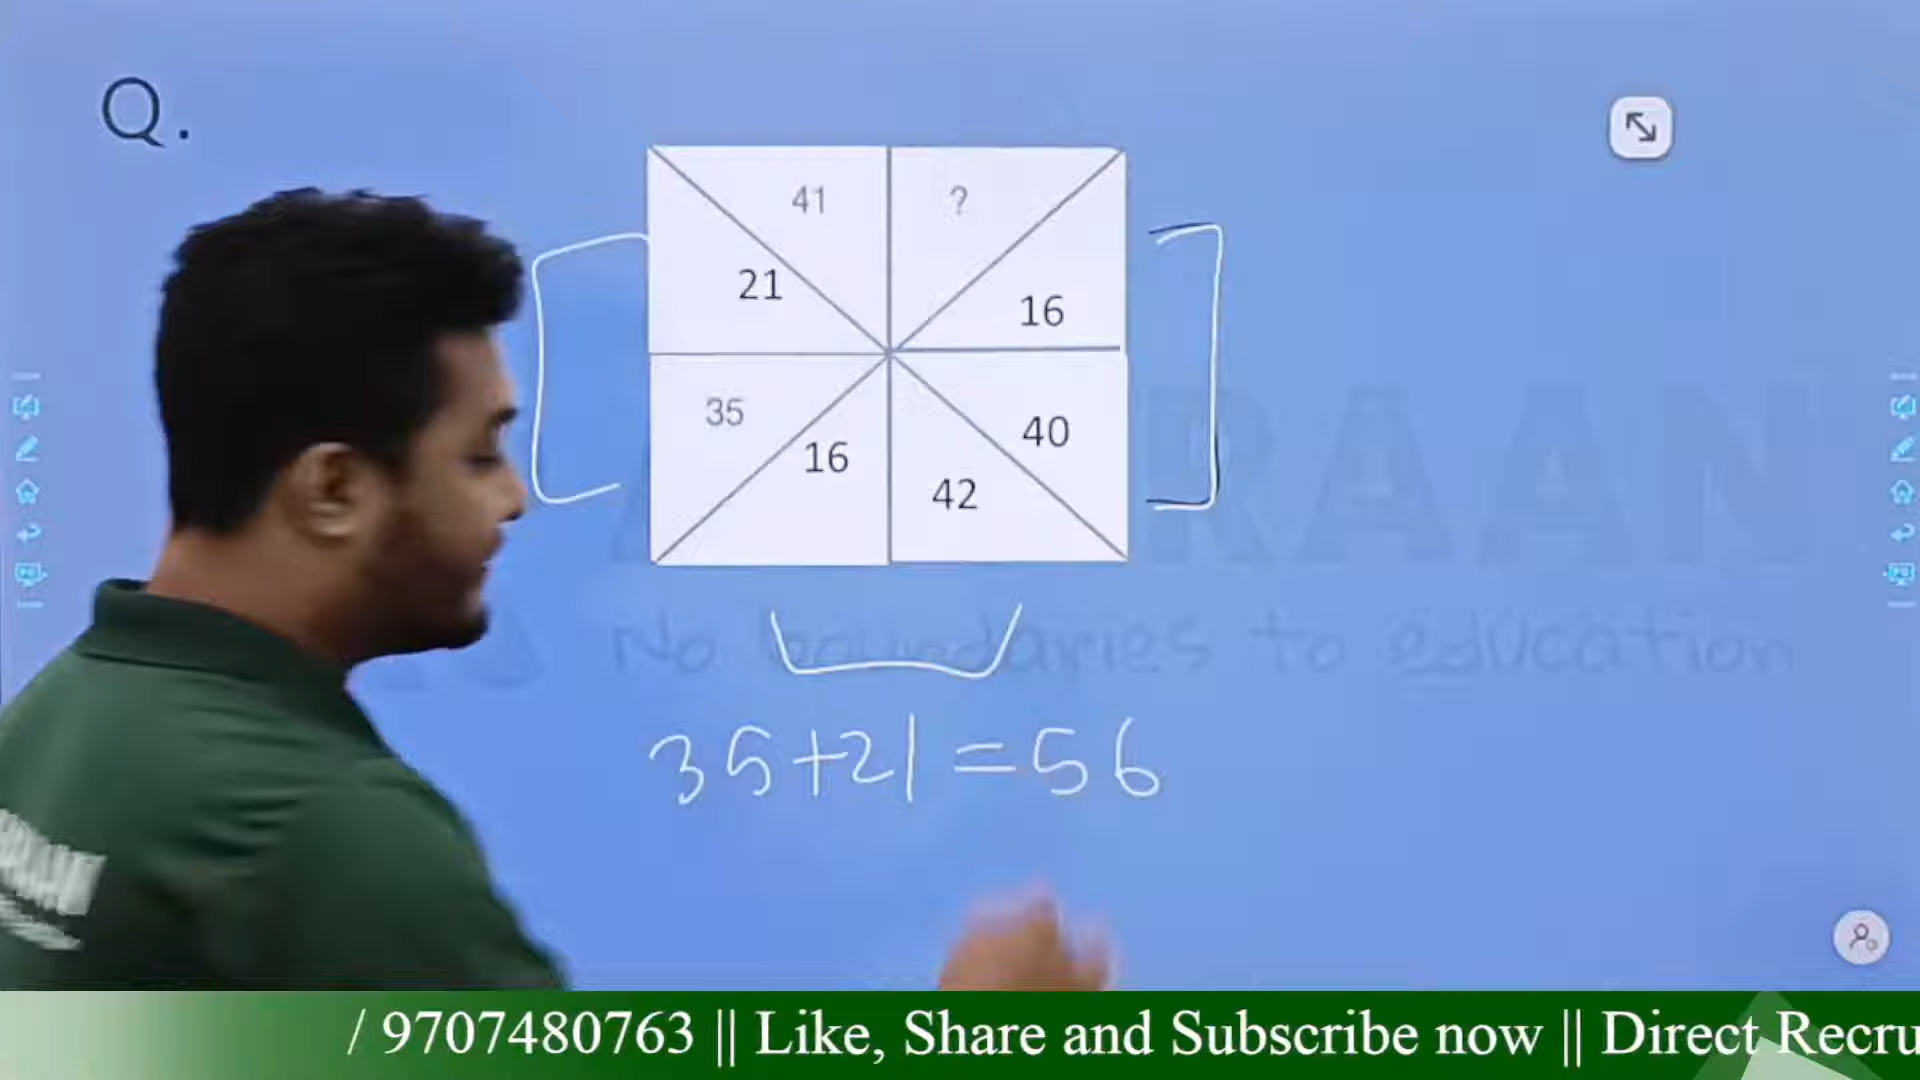 Q.
41 ?
21 16
35 40
16 42
RAAN
No boundaries to education
35+21=56
/ 9707480763 || Like, Share and Subscribe now || Direct Recru